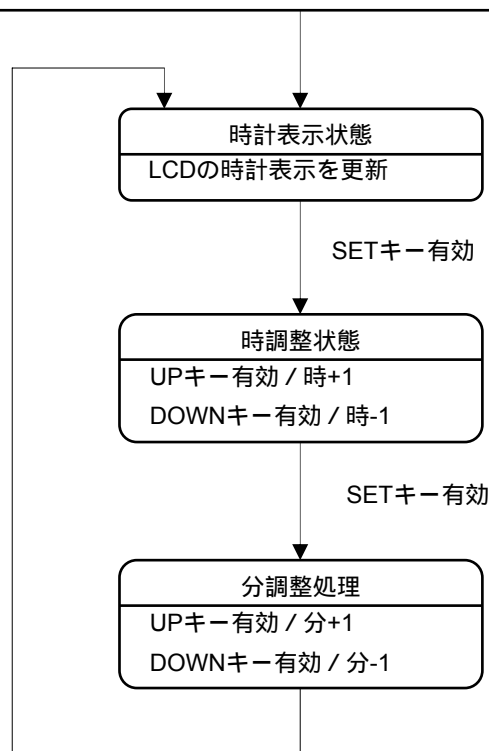 時計表示状態
LCDの時計表示を更新
SETキー有効
時調整状態
UPキー有効 / 時+1
DOWNキー有効 / 時-1
SETキー有効
分調整処理
UPキー有効 / 分+1
DOWNキー有効 / 分-1